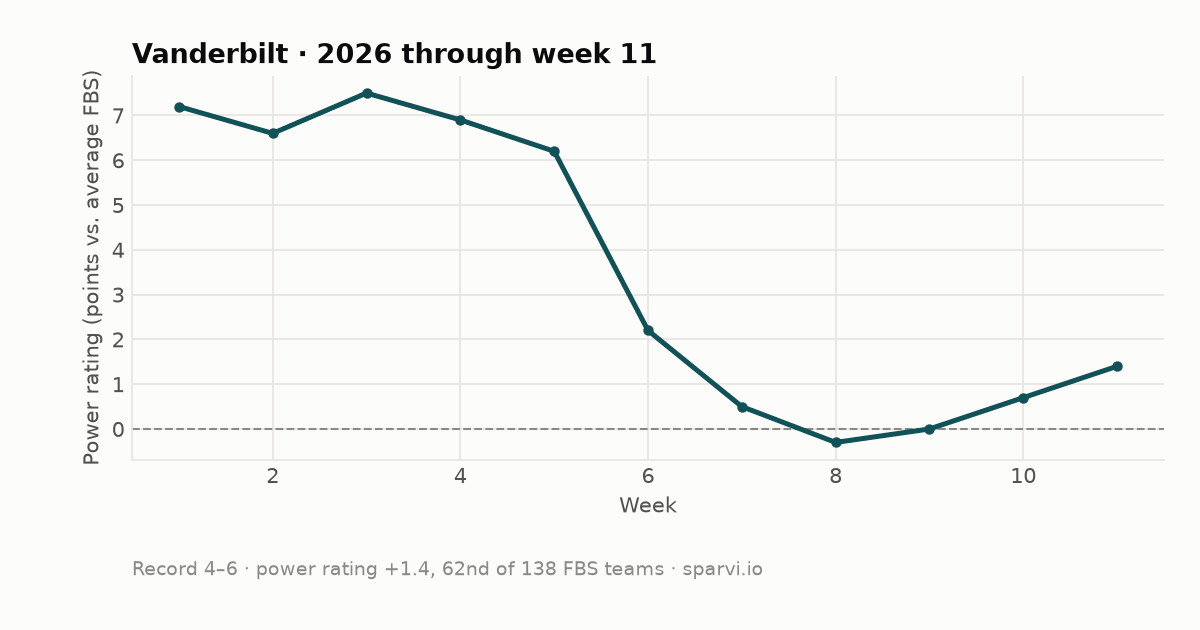 Vanderbilt · 2026 through week 11
Power rating (points vs. average FBS)
7
6
5
4
3
2
1
0
2 4 6 8 10
Week
Record 4–6 · power rating +1.4, 62nd of 138 FBS teams · sparvi.io